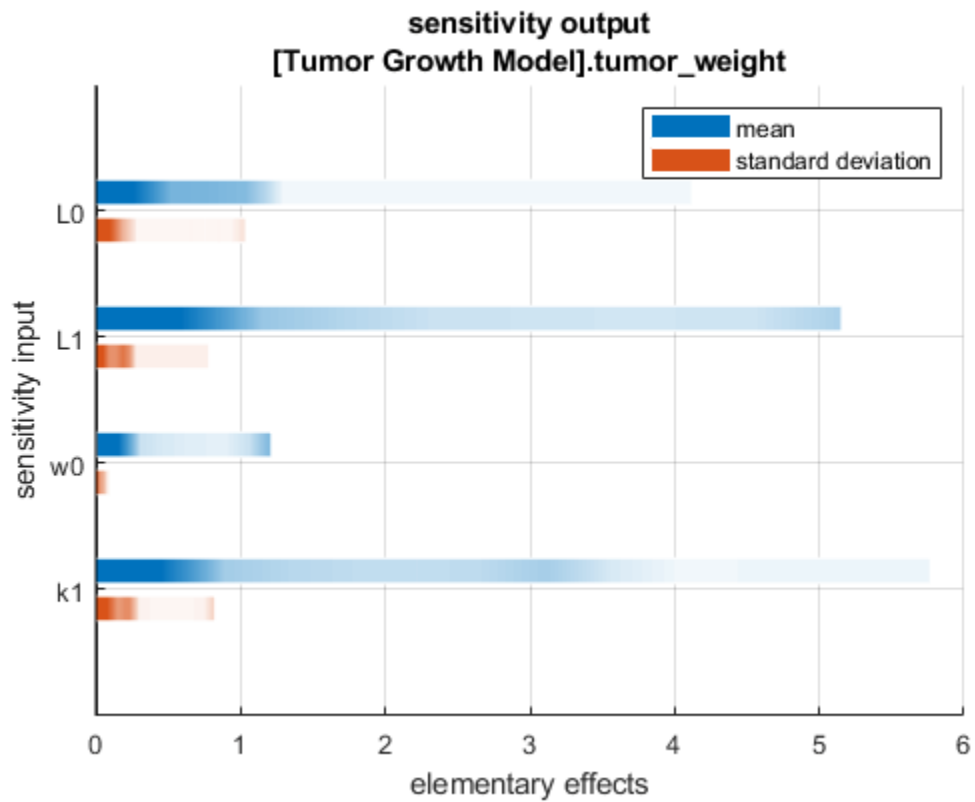 sensitivity output
[Tumor Growth Model].tumor_weight
mean
standard deviation
L0
L1
w0
k1
sensitivity input
0 1 2 3 4 5 6
elementary effects